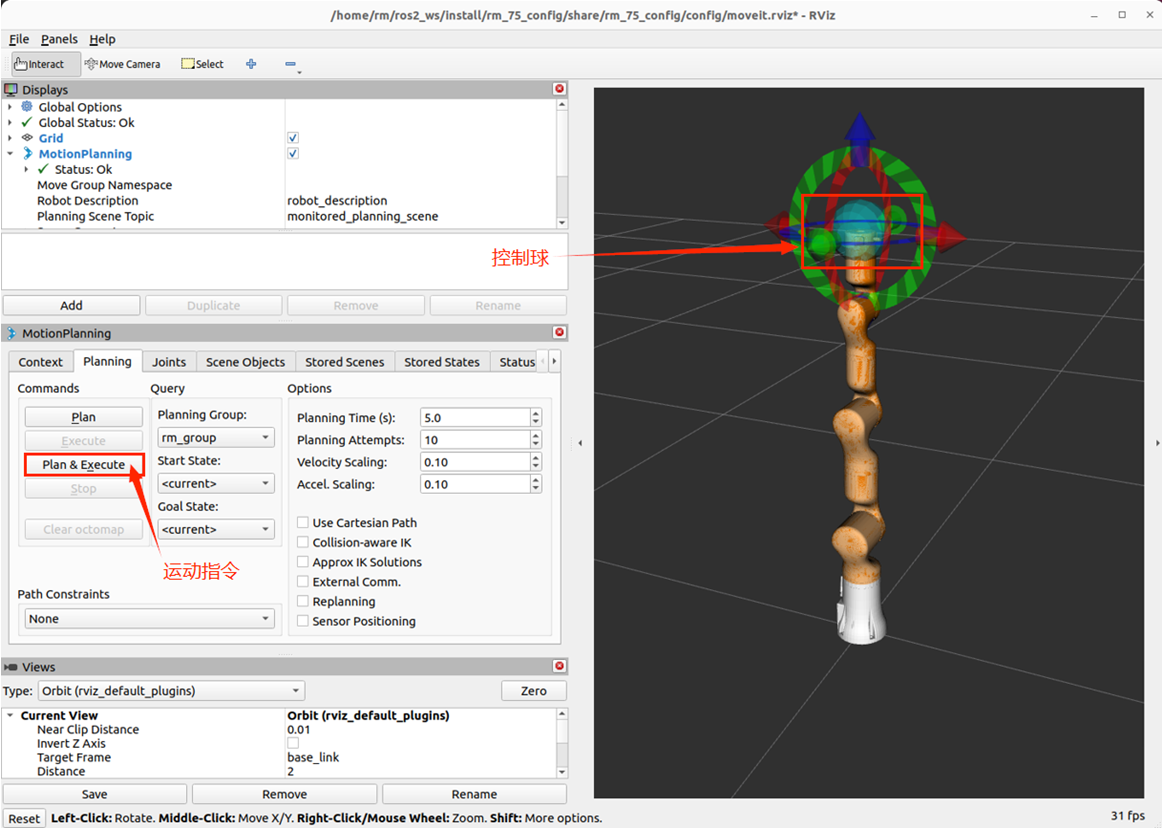 /home/rm/ros2_ws/install/rm_75_config/share/rm_75_config/config/moveit.rviz* - RViz
File Panels Help
Interact Move Camera Select
Displays
Global Options
Global Status: Ok
Grid
MotionPlanning
Status: Ok
Move Group Namespace
Robot Description robot_description
Planning Scene Topic monitored_planning_scene
控制球
Add Duplicate Remove Rename
MotionPlanning
Context Planning Joints Scene Objects Stored Scenes Stored States Status
Commands Query Options
Plan
Execute
Plan & Execute
Stop
Clear octomap
Planning Group:
rm_group
Start State:
<current>
Goal State:
<current>
Planning Time (s): 5.0
Planning Attempts: 10
Velocity Scaling: 0.10
Accel. Scaling: 0.10
Use Cartesian Path
Collision-aware IK
Approx IK Solutions
External Comm.
Replanning
Sensor Positioning
运动指令
Path Constraints
None
Views
Type: Orbit (rviz_default_plugins) Zero
Current View Orbit (rviz_default_plugins)
Near Clip Distance 0.01
Invert Z Axis
Target Frame base_link
Distance 2
Save Remove Rename
Reset Left-Click: Rotate. Middle-Click: Move X/Y. Right-Click/Mouse Wheel: Zoom. Shift: More options. 31 fps